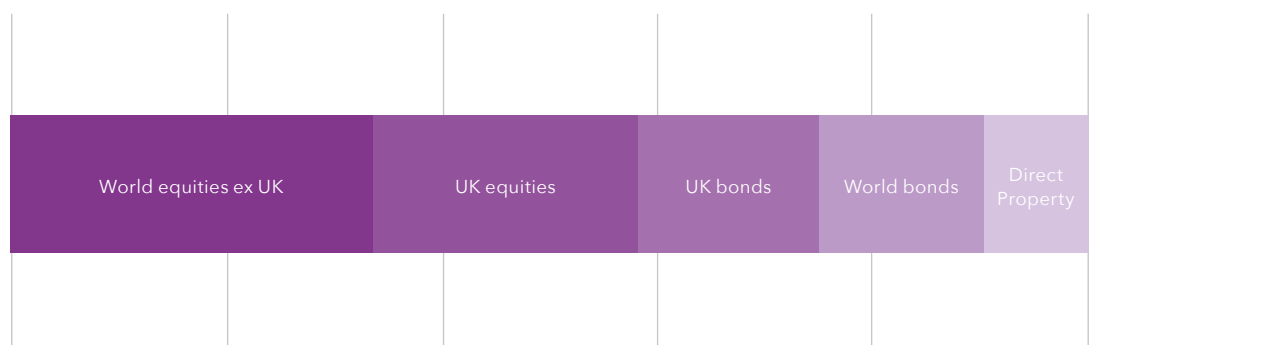 World equities ex UK
UK equities
UK bonds
World bonds
Direct
Property